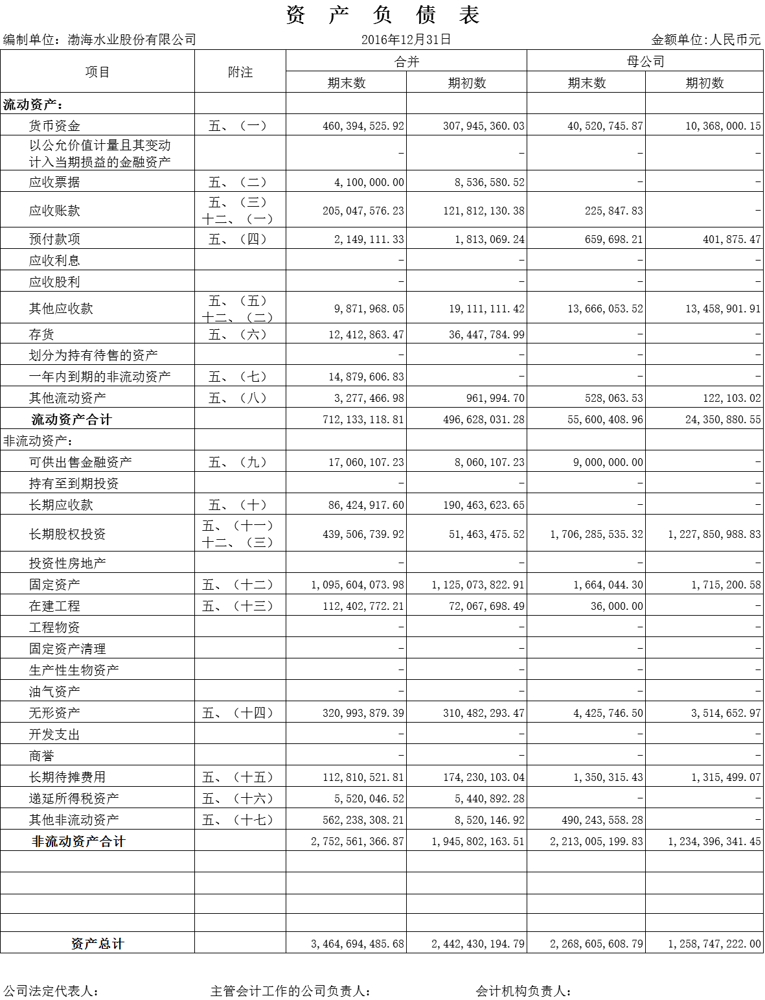 资 产 负 债 表
编制单位：渤海水业股份有限公司 2016年12月31日 金额单位:人民币元
项目 附注 合并 母公司
期末数 期初数 期末数 期初数
流动资产：
货币资金 五、（一） 460,394,525.92 307,945,360.03 40,520,745.87 10,368,000.15
以公允价值计量且其变动
计入当期损益的金融资产 - - - -
应收票据 五、（二） 4,100,000.00 8,536,580.52 - -
应收账款 五、（三） 205,047,576.23 121,812,130.38 225,847.83 -
十二、（一）
预付款项 五、（四） 2,149,111.33 1,813,069.24 659,698.21 401,875.47
应收利息 - - - -
应收股利 - - - -
其他应收款 五、（五） 9,871,968.05 19,111,111.42 13,666,053.52 13,458,901.91
十二、（二）
存货 五、（六） 12,412,863.47 36,447,784.99 - -
划分为持有待售的资产 - - - -
一年内到期的非流动资产 五、（七） 14,879,606.83 - - -
其他流动资产 五、（八） 3,277,466.98 961,994.70 528,063.53 122,103.02
流动资产合计 712,133,118.81 496,628,031.28 55,600,408.96 24,350,880.55
非流动资产：
可供出售金融资产 五、（九） 17,060,107.23 8,060,107.23 9,000,000.00 -
持有至到期投资 - - - -
长期应收款 五、（十） 86,424,917.60 190,463,623.65 - -
长期股权投资 五、（十一） 439,506,739.92 51,463,475.52 1,706,285,535.32 1,227,850,988.83
十二、（三）
投资性房地产 - - - -
固定资产 五、（十二） 1,095,604,073.98 1,125,073,822.91 1,664,044.30 1,715,200.58
在建工程 五、（十三） 112,402,772.21 72,067,698.49 36,000.00 -
工程物资 - - - -
固定资产清理 - - - -
生产性生物资产 - - - -
油气资产 - - - -
无形资产 五、（十四） 320,993,879.39 310,482,293.47 4,425,746.50 3,514,652.97
开发支出 - - - -
商誉 - - - -
长期待摊费用 五、（十五） 112,810,521.81 174,230,103.04 1,350,315.43 1,315,499.07
递延所得税资产 五、（十六） 5,520,046.52 5,440,892.28 - -
其他非流动资产 五、（十七） 562,238,308.21 8,520,146.92 490,243,558.28 -
非流动资产合计 2,752,561,366.87 1,945,802,163.51 2,213,005,199.83 1,234,396,341.45
资产总计 3,464,694,485.68 2,442,430,194.79 2,268,605,608.79 1,258,747,222.00
公司法定代表人： 主管会计工作的公司负责人： 会计机构负责人：